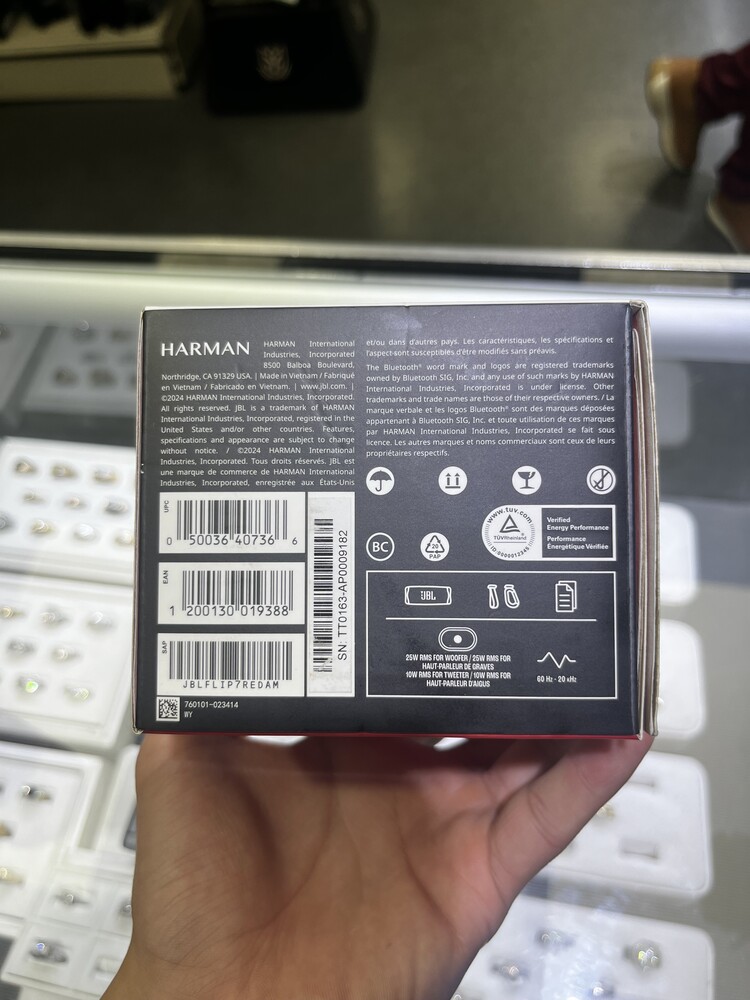 HARMAN
HARMAN International
Industries, Incorporated
8500 Balboa Boulevard,
Northridge, CA 91329 USA. | Made in Vietnam / Fabriqué
en Vietnam / Fabricado en Vietnam. | www.jbl.com. |
©2024 HARMAN International Industries, Incorporated.
All rights reserved. JBL is a trademark of HARMAN
International Industries, Incorporated, registered in the
United States and/or other countries. Features,
specifications and appearance are subject to change
without notice. / ©2024 HARMAN International
Industries, Incorporated. Tous droits réservés. JBL est
une marque de commerce de HARMAN International
Industries, Incorporated, enregistrée aux États-Unis
et/ou dans d'autres pays. Les caractéristiques, les spécifications et
l'aspect sont susceptibles d'être modifiés sans préavis.
The Bluetooth® word mark and logos are registered trademarks
owned by Bluetooth SIG, Inc. and any use of such marks by HARMAN
International Industries, Incorporated is under license. Other
trademarks and trade names are those of their respective owners. / La
marque verbale et les logos Bluetooth® sont des marques déposées
appartenant à Bluetooth SIG, Inc. et toute utilisation de ces marques
par HARMAN International Industries, Incorporated se fait sous
licence. Les autres marques et noms commerciaux sont ceux de leurs
propriétaires respectifs.
UPC
0 50036 40736 6
EAN
1 200130 019388
SAP
JBLFLIP7REDAM
760101-023414
WY
SN: TT0163-AP0009182
BC
PAP
www.tuv.com
TÜVRheinland
ID:0000012345
Verified
Energy Performance
Performance
Énergétique Vérifiée
JBL
25W RMS FOR WOOFER / 25W RMS FOR
HAUT-PARLEUR DE GRAVES
10W RMS FOR TWEETER / 10W RMS FOR
HAUT-PARLEUR D'AIGUS
60 Hz - 20 kHz